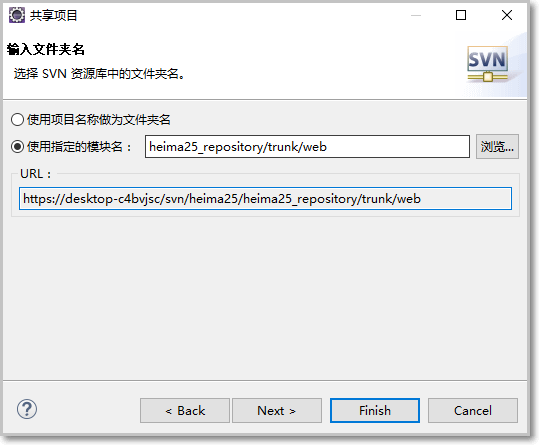 共享项目
输入文件夹名
选择 SVN 资源库中的文件夹名。
SVN
使用项目名称做为文件夹名
使用指定的模块名： heima25_repository/trunk/web 浏览...
URL：
https://desktop-c4bvjsc/svn/heima25/heima25_repository/trunk/web
? < Back Next > Finish Cancel